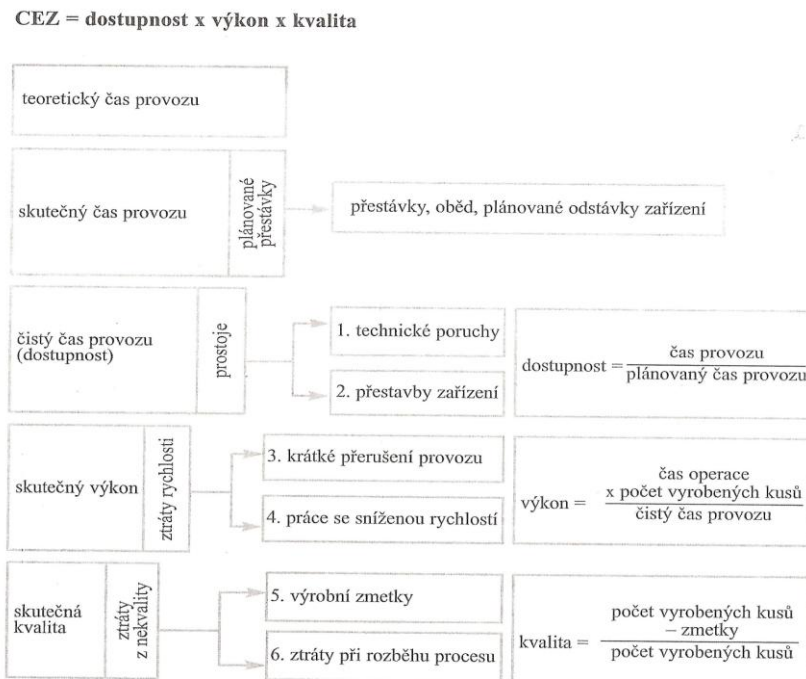 CEZ = dostupnost x výkon x kvalita
teoretický čas provozu
skutečný čas provozu
plánované
přestávky
přestávky, oběd, plánované odstávky zařízení
čistý čas provozu
(dostupnost)
prostoje
1. technické poruchy
2. přestavby zařízení
dostupnost = čas provozu
plánovaný čas provozu
skutečný výkon
ztráty rychlosti
3. krátké přerušení provozu
4. práce se sníženou rychlostí
výkon =
čas operace
x počet vyrobených kusů
čistý čas provozu
skutečná
kvalita
ztráty
z nekvality
5. výrobní zmetky
6. ztráty při rozběhu procesu
kvalita =
počet vyrobených kusů
– zmetky
počet vyrobených kusů